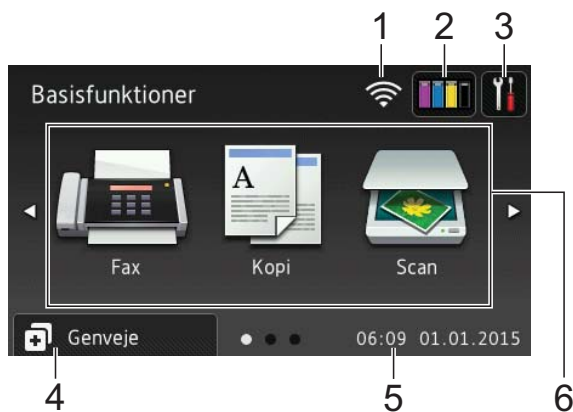 1 2 3
Basisfunktioner
A
Fax Kopi Scan
Genveje 06:09 01.01.2015
4 5 6